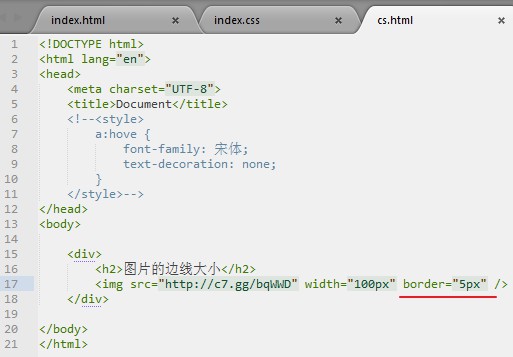 index.html × index.css × cs.html ×
1 <!DOCTYPE html>
2 <html lang="en">
3 <head>
4 <meta charset="UTF-8">
5 <title>Document</title>
6 <!--<style>
7 a:hove {
8 font-family: 宋体;
9 text-decoration: none;
10 }
11 </style>-->
12 </head>
13 <body>
14
15 <div>
16 <h2>图片的边线大小</h2>
17 <img src="http://c7.gg/bqWWD" width="100px" border="5px" />
18 </div>
19
20 </body>
21 </html>